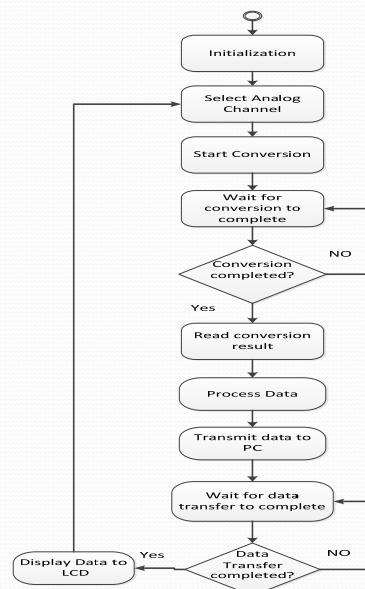 Initialization
Select Analog
Channel
Start Conversion
Wait for
conversion to
complete
Conversion
completed?
NO
Yes
Read conversion
result
Process Data
Transmit data to
PC
Wait for data
transfer to complete
Data
Transfer
completed?
NO
Yes
Display Data to
LCD